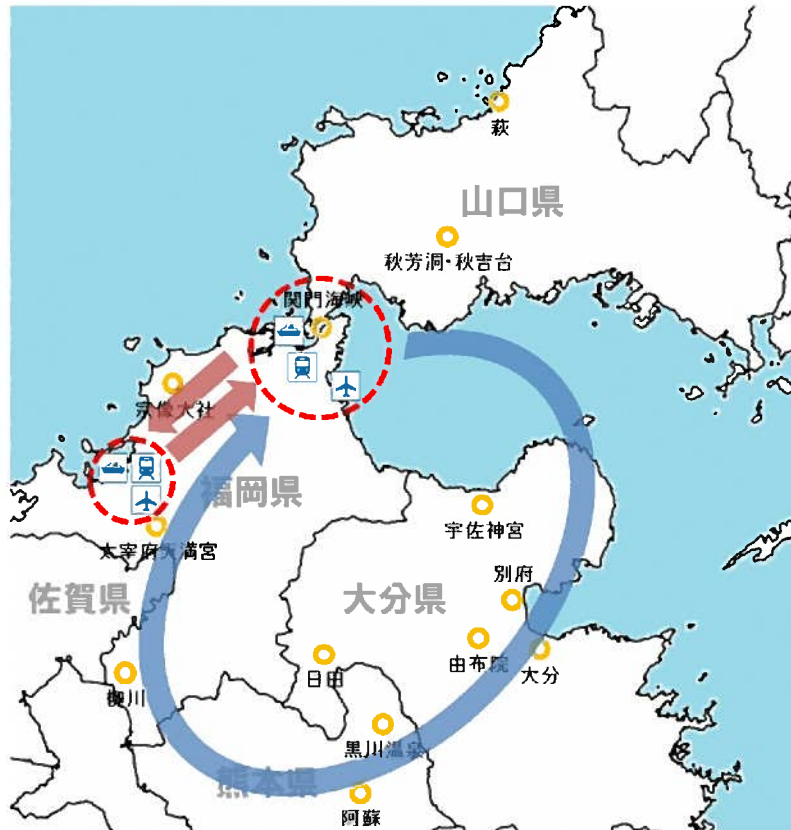 萩
山口県
秋芳洞・秋吉台
関門海峡
宗像大社
福岡県
宇佐神宮
太宰府天満宮
佐賀県
大分県
別府
由布院
大分
日田
柳川
黒川温泉
熊本県
阿蘇